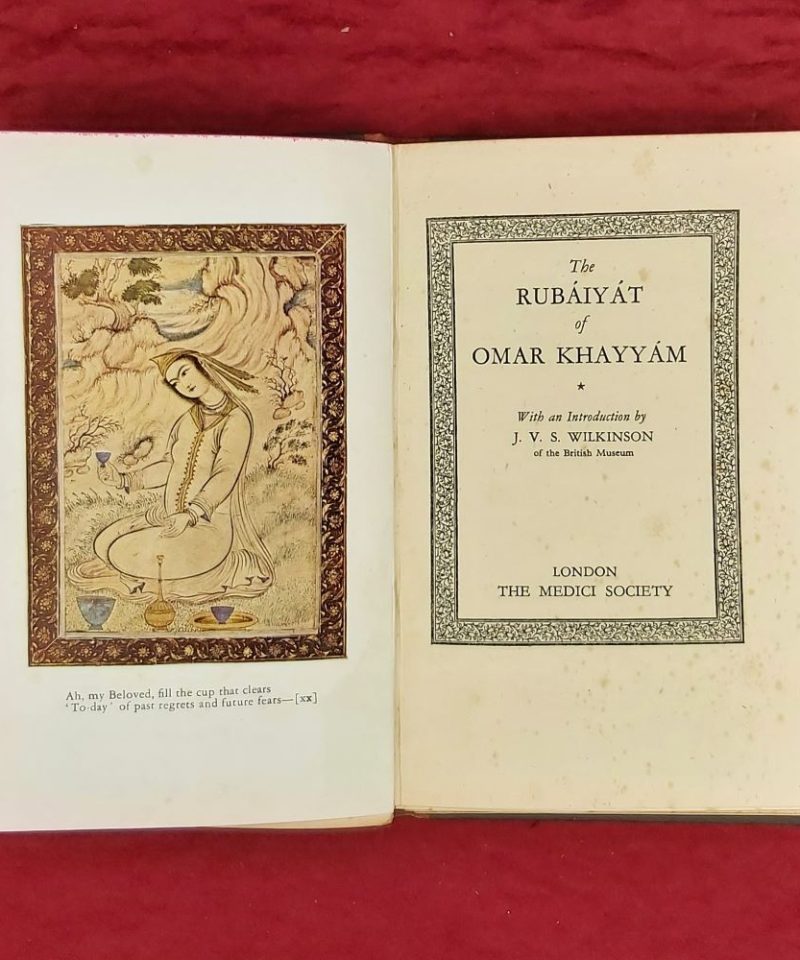 Ah, my Beloved, fill the cup that clears
‘To-day’ of past regrets and future fears—[xx]
The
RUBÁIYÁT
of
OMAR KHAYYÁM
★
With an Introduction by
J. V. S. WILKINSON
of the British Museum
LONDON
THE MEDICI SOCIETY